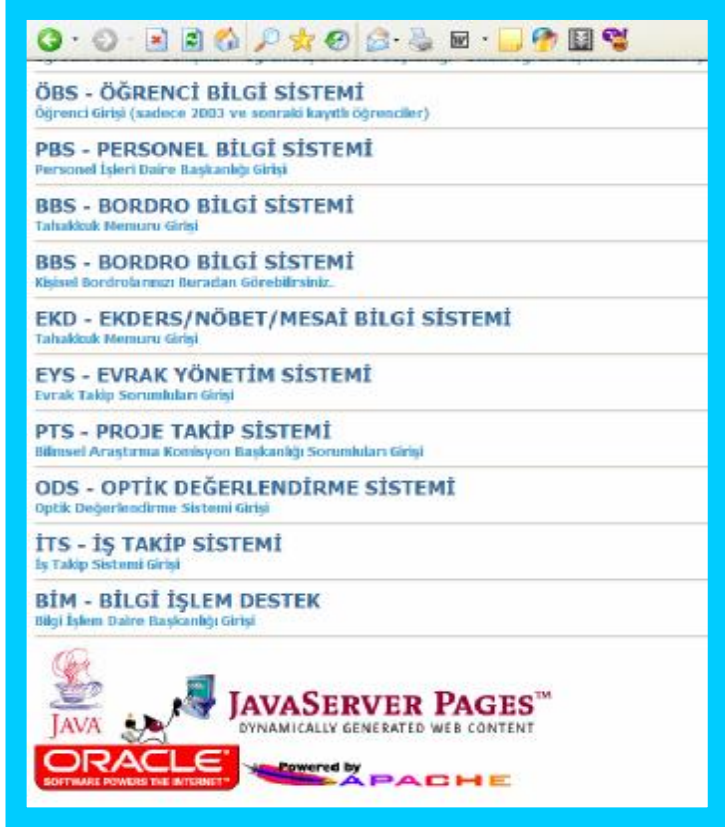 ÖBS - ÖĞRENCİ BİLGİ SİSTEMİ
Öğrenci Girişi (sadece 2003 ve sonraki kayıtlı öğrenciler)
PBS - PERSONEL BİLGİ SİSTEMİ
Personel İşleri Daire Başkanlığı Girişi
BBS - BORDRO BİLGİ SİSTEMİ
Tahakkuk Memuru Girişi
BBS - BORDRO BİLGİ SİSTEMİ
Kişisel Bordrolarınızı Buradan Görebilirsiniz..
EKD - EKDERS/NÖBET/MESAİ BİLGİ SİSTEMİ
Tahakkuk Memuru Girişi
EYS - EVRAK YÖNETİM SİSTEMİ
Evrak Takip Sorumluları Girişi
PTS - PROJE TAKİP SİSTEMİ
Bilimsel Araştırma Komisyon Başkanlığı Sorumluları Girişi
ODS - OPTİK DEĞERLENDİRME SİSTEMİ
Optik Değerlendirme Sistemi Girişi
İTS - İŞ TAKİP SİSTEMİ
İş Takip Sistemi Girişi
BİM - BİLGİ İŞLEM DESTEK
Bilgi İşlem Daire Başkanlığı Girişi
JAVA
JAVASERVER PAGES™
DYNAMICALLY GENERATED WEB CONTENT
ORACLE
SOFTWARE POWERS THE INTERNET™
Powered by
APACHE